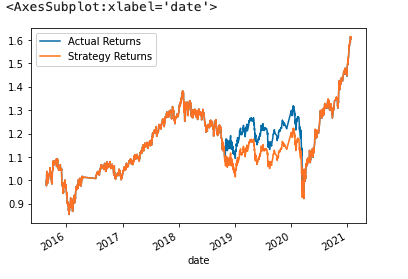 <AxesSubplot:xlabel='date'>
Actual Returns
Strategy Returns
1.6
1.5
1.4
1.3
1.2
1.1
1.0
0.9
2016 2017 2018 2019 2020 2021
date